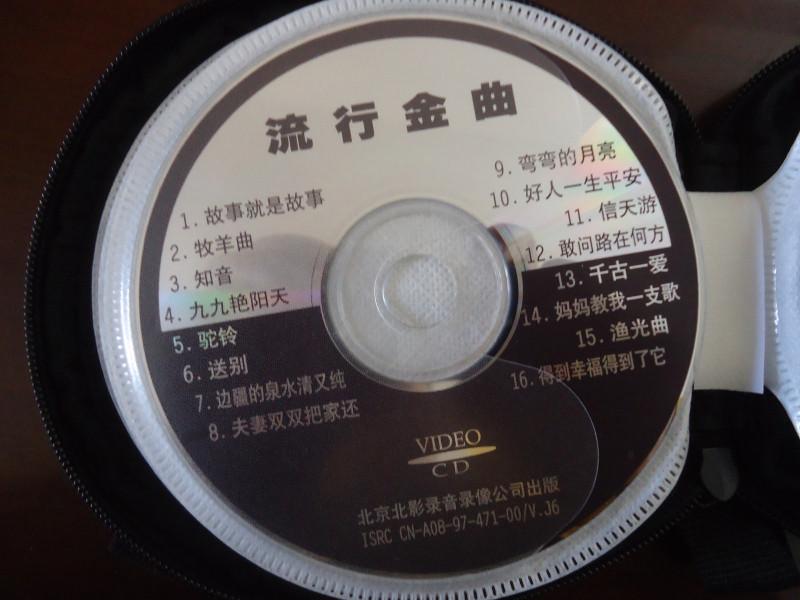 流行金曲
1. 故事就是故事
2. 牧羊曲
3. 知音
4. 九九艳阳天
5. 驼铃
6. 送别
7. 边疆的泉水清又纯
8. 夫妻双双把家还
9. 弯弯的月亮
10. 好人一生平安
11. 信天游
12. 敢问路在何方
13. 千古一爱
14. 妈妈教我一支歌
15. 渔光曲
16. 得到幸福得到了它
VIDEO
CD
北京北影录音录像公司出版
ISRC CN-A08-97-471-00/V.J6